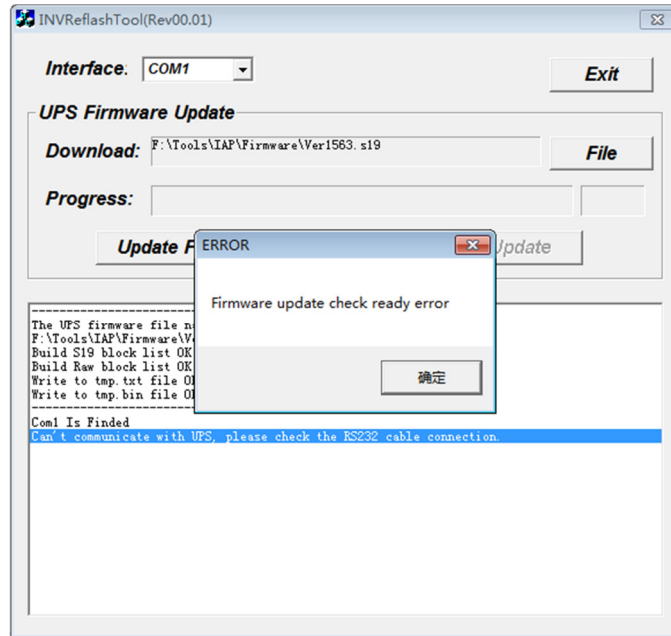 INVReflashTool(Rev00.01)
Interface: COM1
Exit
UPS Firmware Update
Download: F:\Tools\IAP\Firmware\Ver1563.s19
File
Progress:
Update
Update
ERROR
Firmware update check ready error
确定
The UPS firmware file
F:\Tools\IAP\Firmware\
Build S19 block list OK
Build Raw block list OK
Write to tmp.txt file
Write to tmp.bin file
Com1 Is Finded
Can't communicate with UPS, please check the RS232 cable connection.